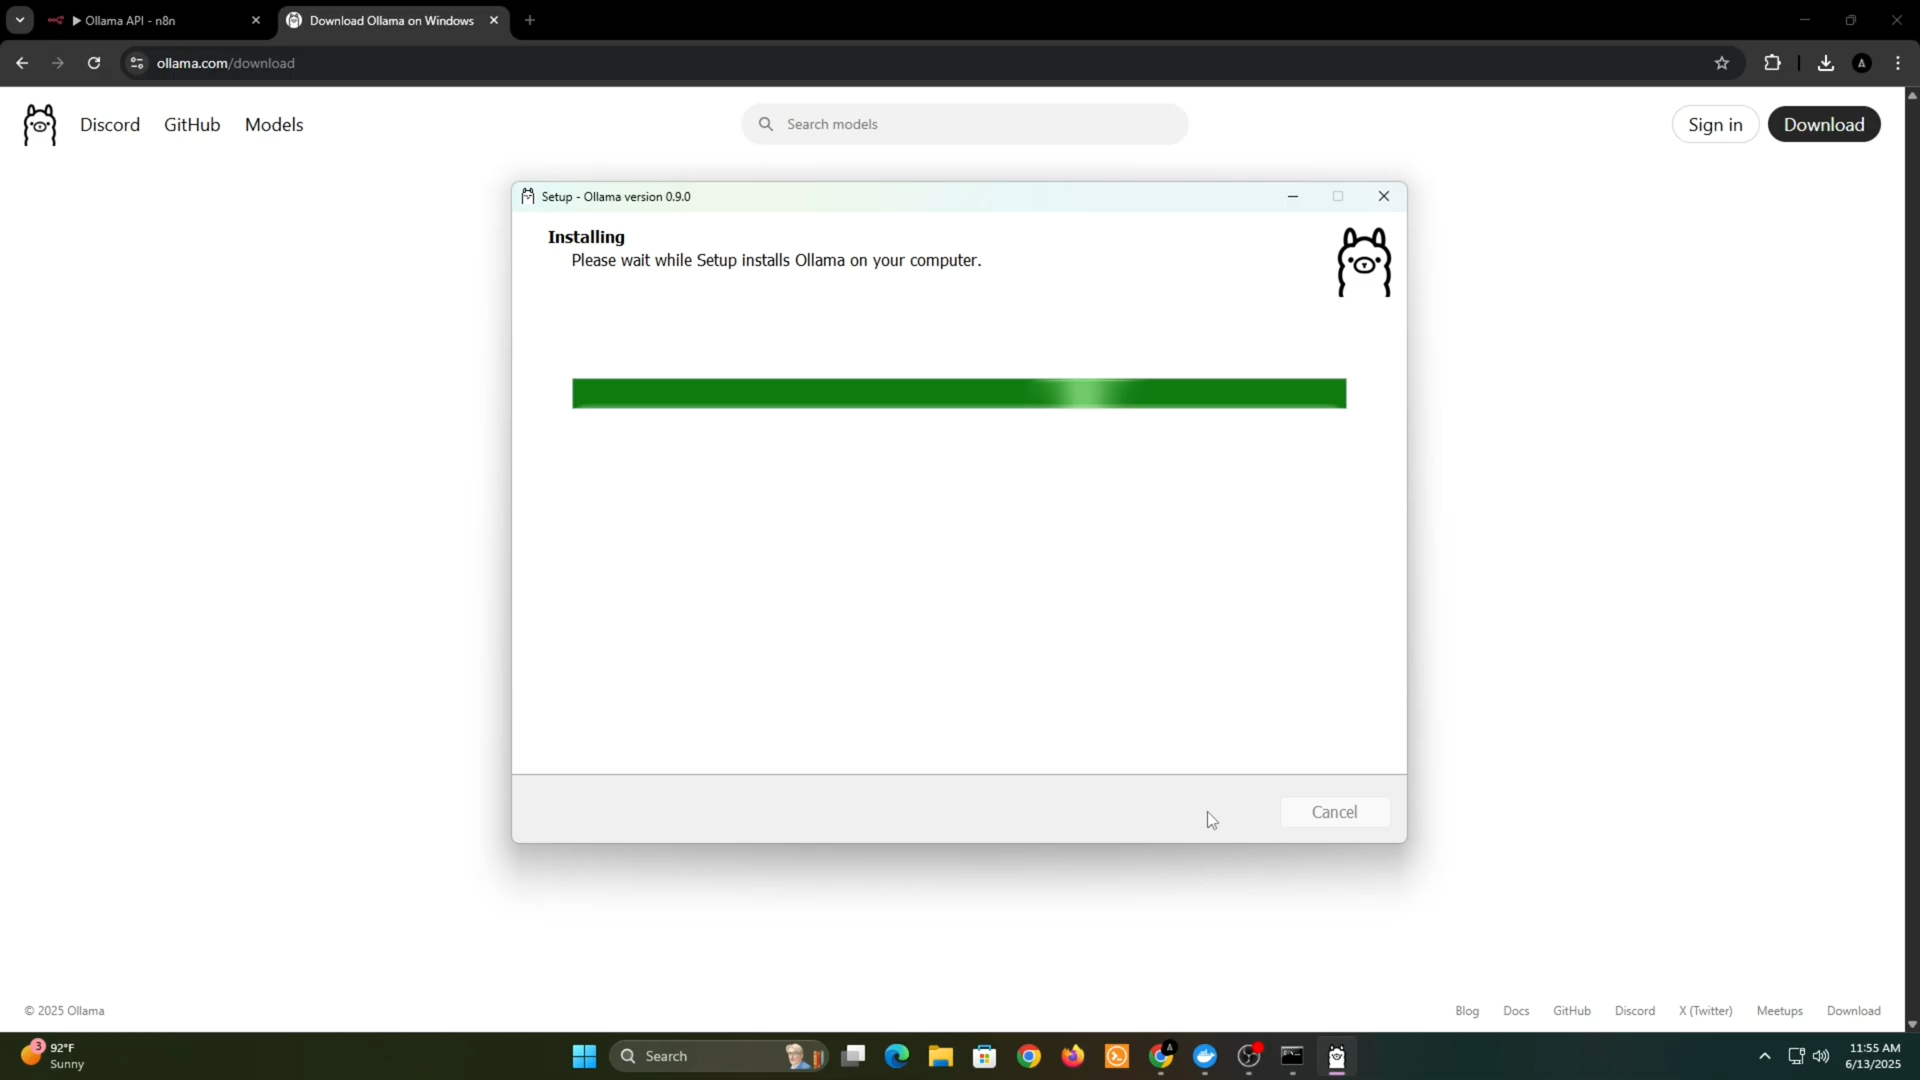 Ollama API - n8n
Download Ollama on Windows
ollama.com/download
Discord GitHub Models
Search models
Sign in
Download
Setup - Ollama version 0.9.0
Installing
Please wait while Setup installs Ollama on your computer.
Cancel
© 2025 Ollama
Blog Docs GitHub Discord X (Twitter) Meetups Download
3
92°F
Sunny
Search
A
11:55 AM
6/13/2025